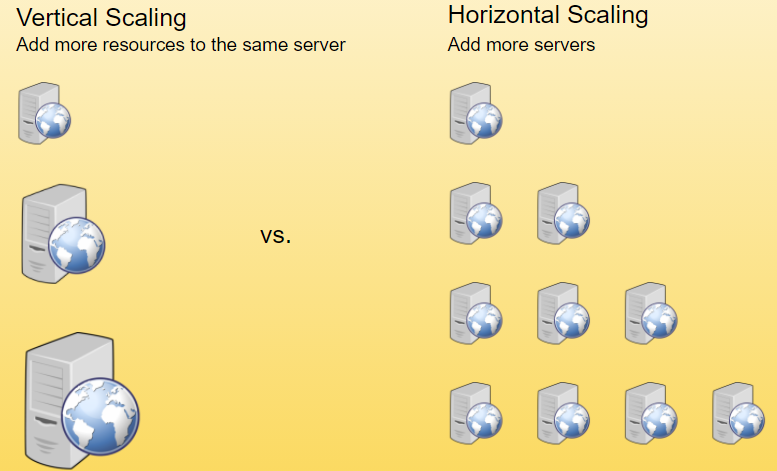 Vertical Scaling
Add more resources to the same server
vs.
Horizontal Scaling
Add more servers